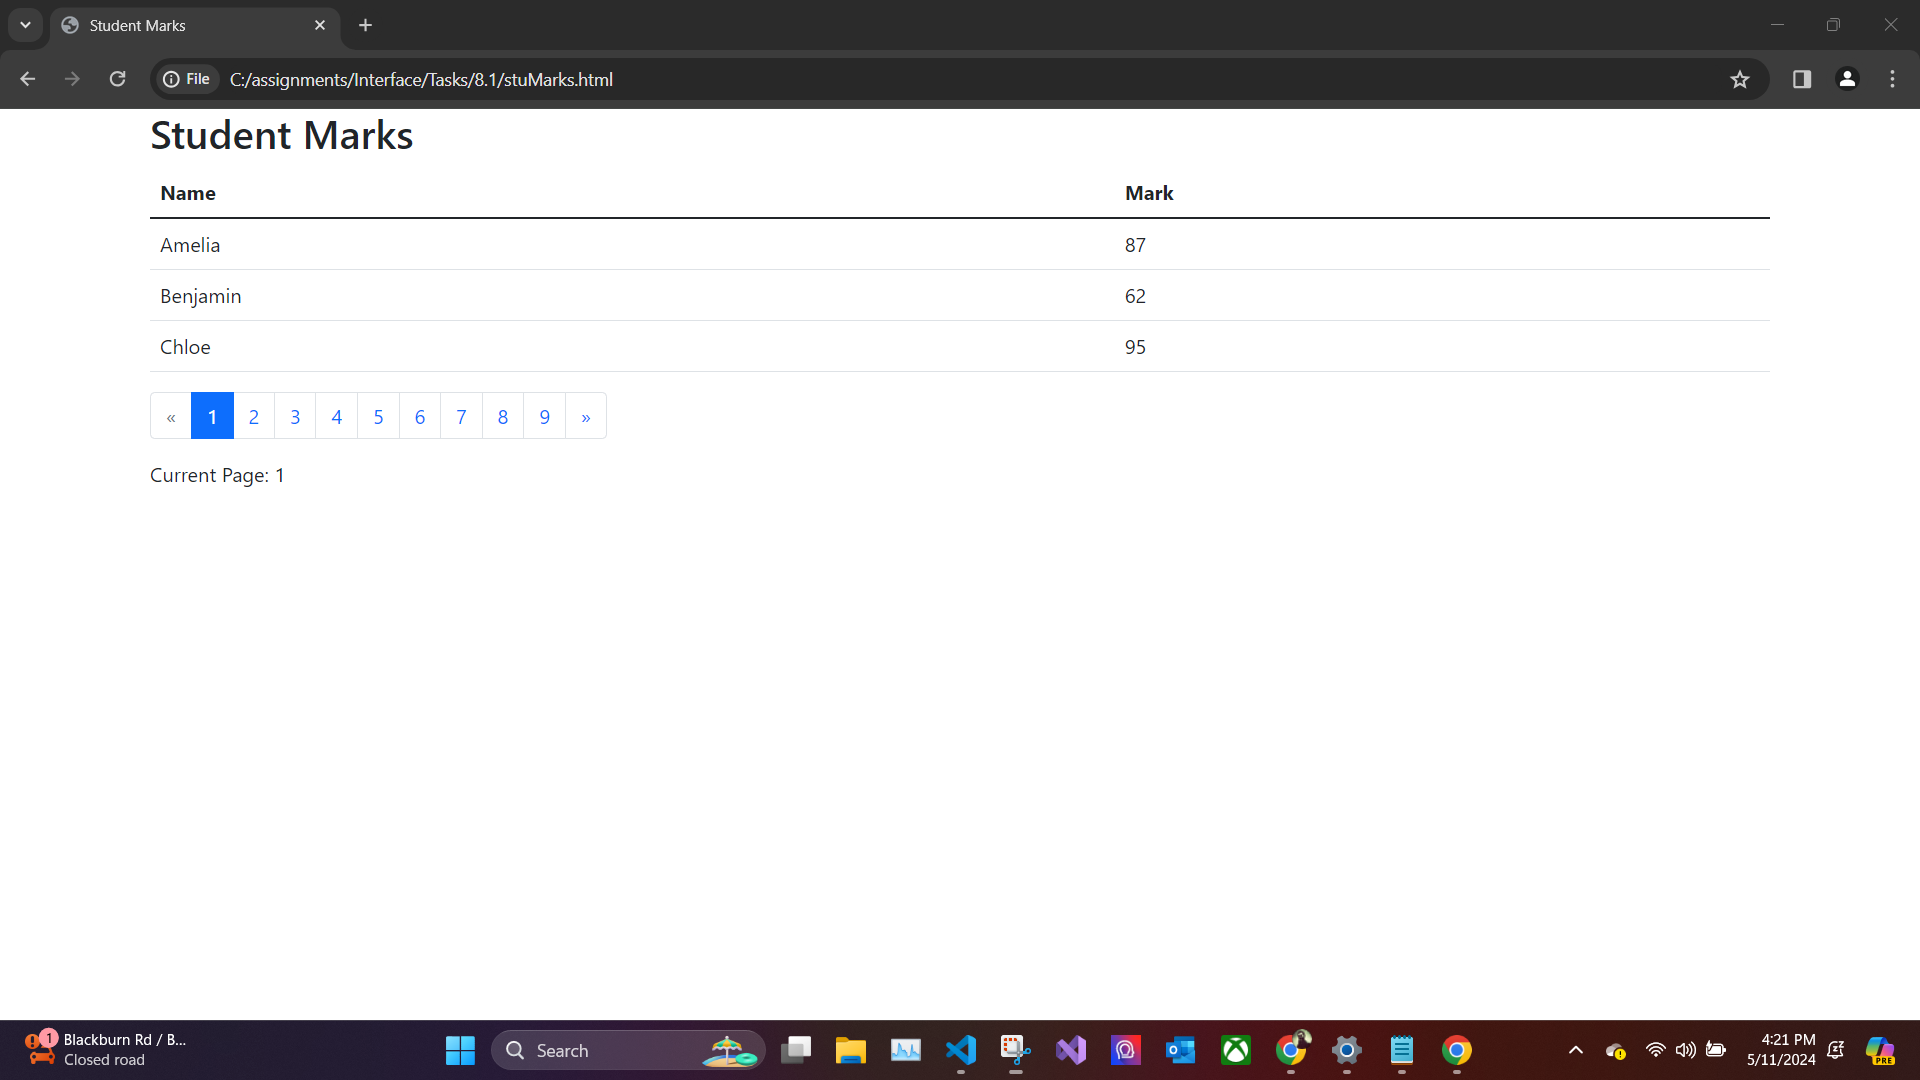 Student Marks
File C:/assignments/Interface/Tasks/8.1/stuMarks.html
Student Marks
Name Mark
Amelia 87
Benjamin 62
Chloe 95
« 1 2 3 4 5 6 7 8 9 »
Current Page: 1
1 Blackburn Rd / B...
Closed road
Search
4:21 PM
5/11/2024
PRE